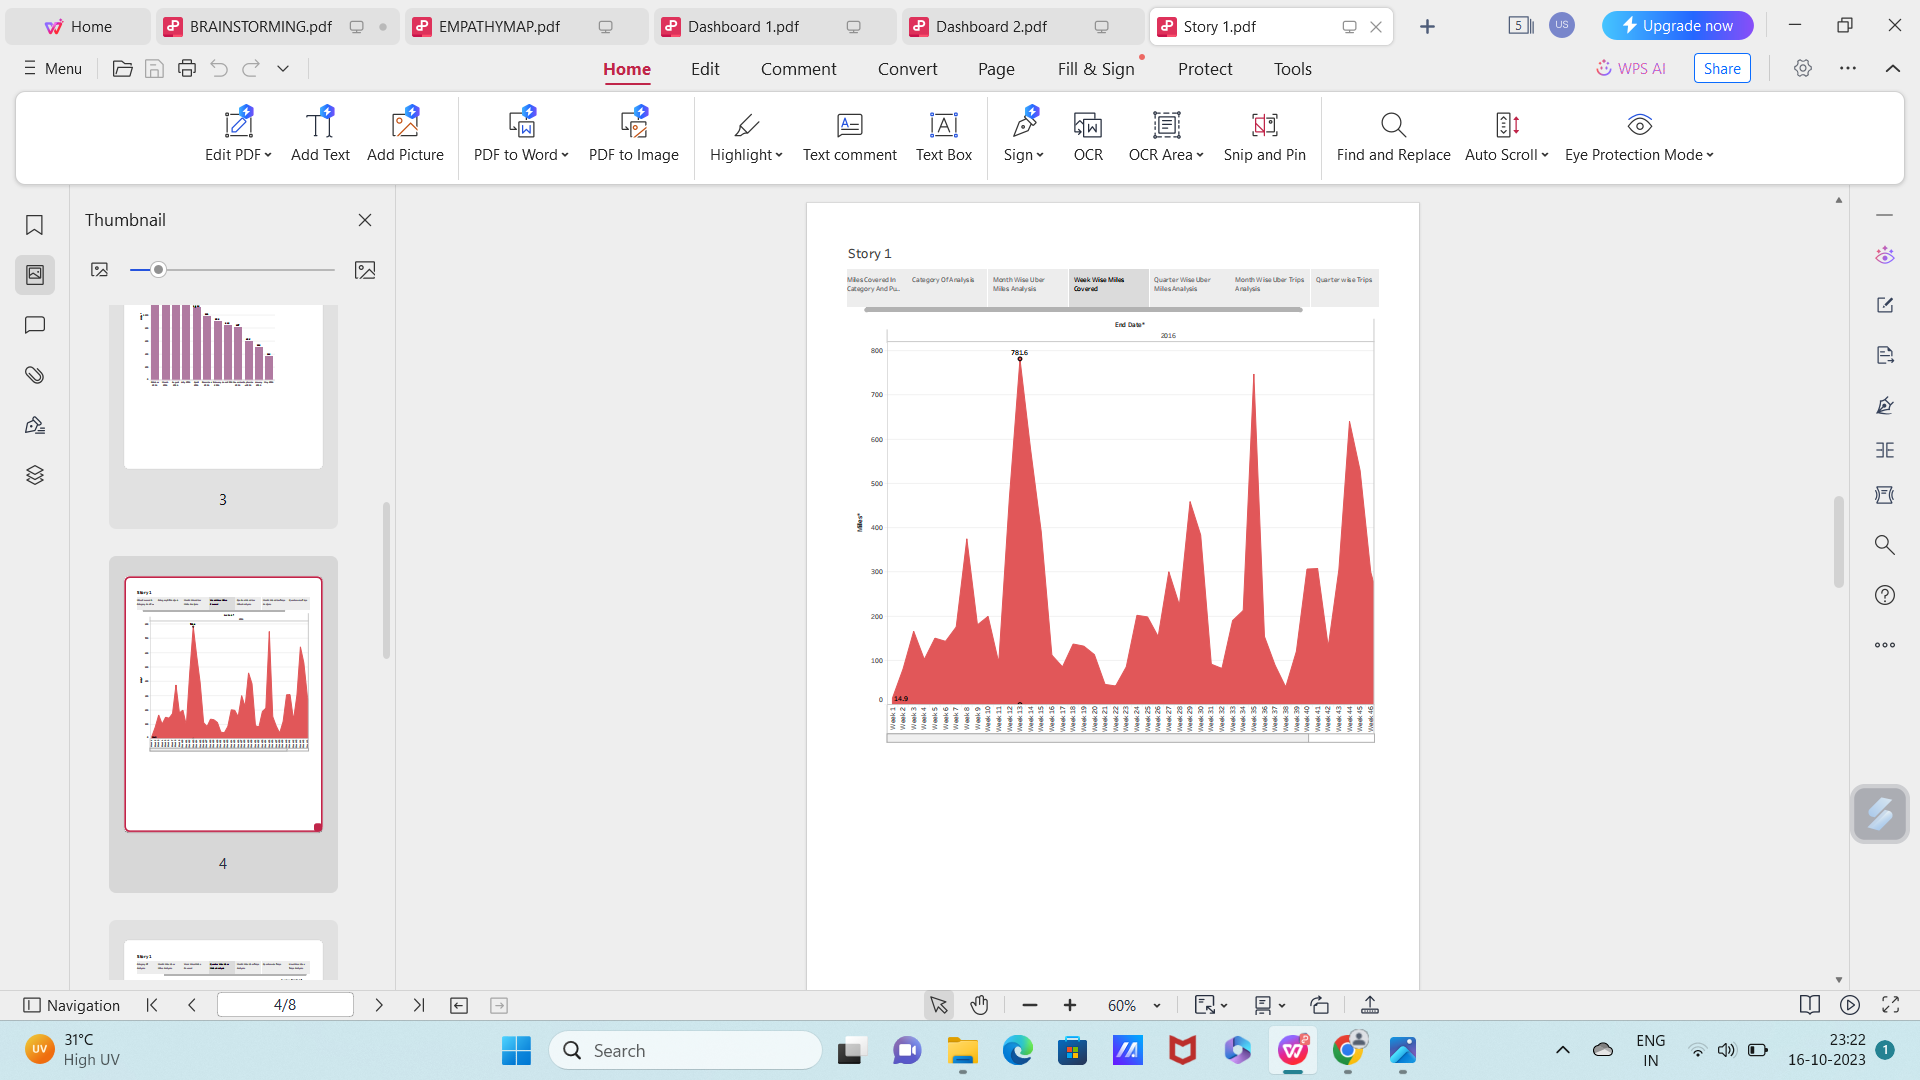 Home
BRAINSTORMING.pdf
EMPATHYMAP.pdf
Dashboard 1.pdf
Dashboard 2.pdf
Story 1.pdf
5
US
Upgrade now
Menu
Home
Edit
Comment
Convert
Page
Fill & Sign
Protect
Tools
WPS AI
Share
Edit PDF
Add Text
Add Picture
PDF to Word
PDF to Image
Highlight
Text comment
Text Box
Sign
OCR
OCR Area
Snip and Pin
Find and Replace
Auto Scroll
Eye Protection Mode
Thumbnail
3
4
Story 1
Miles Covered In
Category And Pu..
Category Of Analysis
Month Wise Uber
Miles Analysis
Week Wise Miles
Covered
Quarter Wise Uber
Miles Analysis
Month Wise Uber Trips
Analysis
Quarter wise Trips
End Date*
2016
800
700
600
500
400
300
200
100
0
Miles*
781.6
14.9
Week 1
Week 2
Week 3
Week 4
Week 5
Week 6
Week 7
Week 8
Week 9
Week 10
Week 11
Week 12
Week 13
Week 14
Week 15
Week 16
Week 17
Week 18
Week 19
Week 20
Week 21
Week 22
Week 23
Week 24
Week 25
Week 26
Week 27
Week 28
Week 29
Week 30
Week 31
Week 32
Week 33
Week 34
Week 35
Week 36
Week 37
Week 38
Week 39
Week 40
Week 41
Week 42
Week 43
Week 44
Week 45
Week 46
Story 1
Story 1
Navigation
4/8
60%
UV
31°C
High UV
Search
ENG
IN
23:22
16-10-2023
1